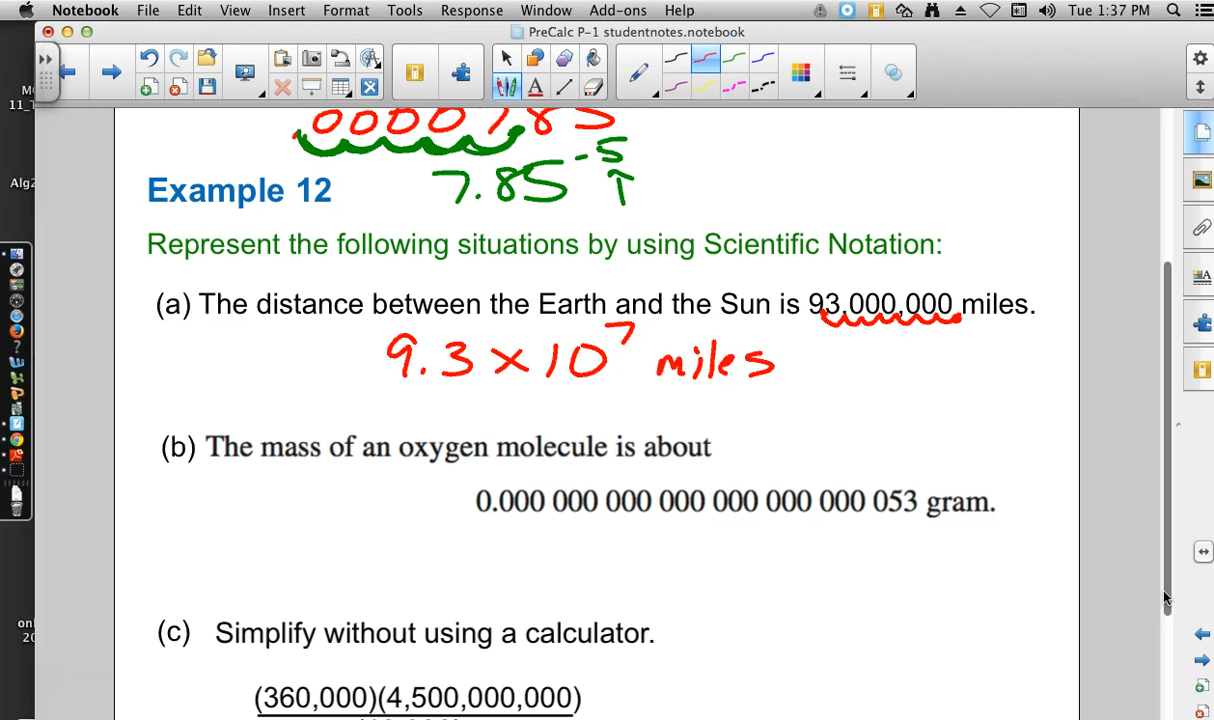 Notebook File Edit View Insert Format Tools Response Window Add-ons Help Tue 1:37 PM
PreCalc P-1 studentnotes.notebook
11_T
Alg2
0000785
7.85 -5
Example 12
Represent the following situations by using Scientific Notation:
(a) The distance between the Earth and the Sun is 93,000,000 miles.
9.3 x 10 7 miles
(b) The mass of an oxygen molecule is about
0.000 000 000 000 000 000 000 053 gram.
(c) Simplify without using a calculator.
onl
20
(360,000)(4,500,000,000)